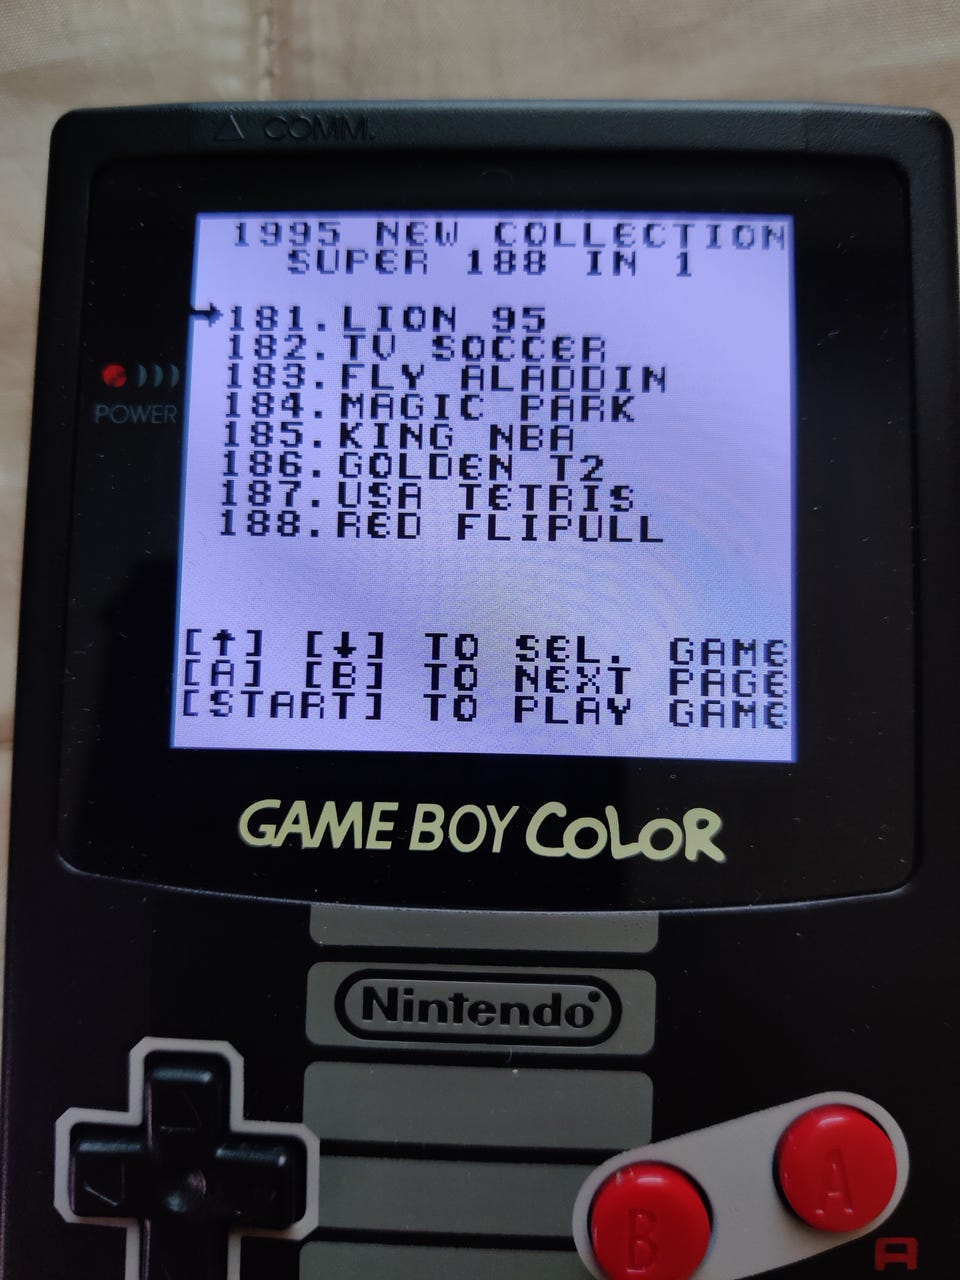 △ COMM.
1995 NEW COLLECTION
SUPER 188 IN 1
→181.LION 95
182.TV SOCCER
183.FLY ALADDIN
184.MAGIC PARK
185.KING NBA
186.GOLDEN T2
187.USA TETRIS
188.RED FLIPULL
POWER
[↑] [↓] TO SEL. GAME
[A] [B] TO NEXT PAGE
[START] TO PLAY GAME
GAME BOY COLOR
Nintendo
B
A
A